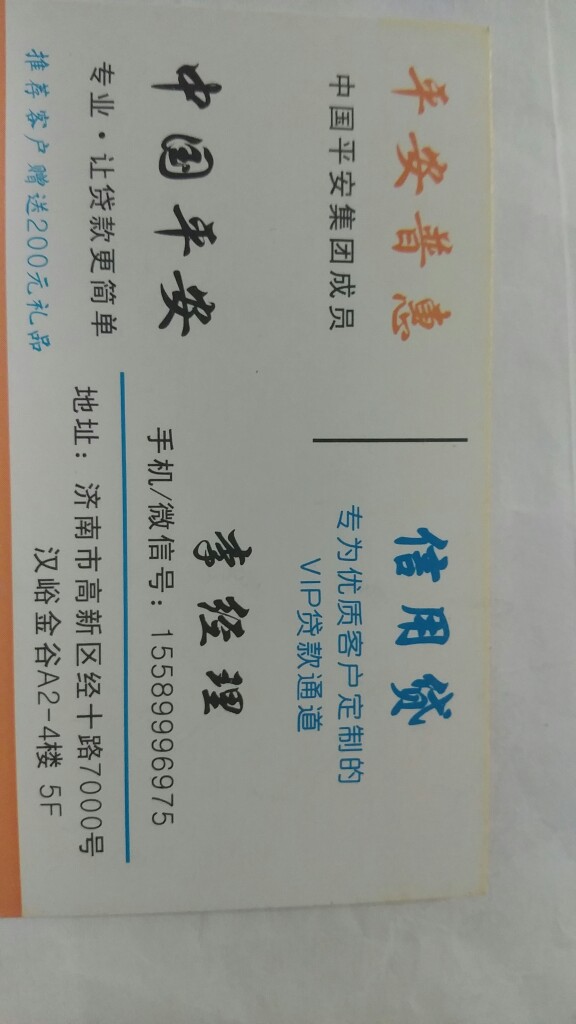 平安普惠
中国平安集团成员
信用贷
专为优质客户定制的
VIP贷款通道
中国平安
李经理
手机/微信号：15589996975
专业·让贷款更简单
地址：济南市高新区经十路7000号
汉峪金谷A2-4楼 5F
推荐客户赠送200元礼品